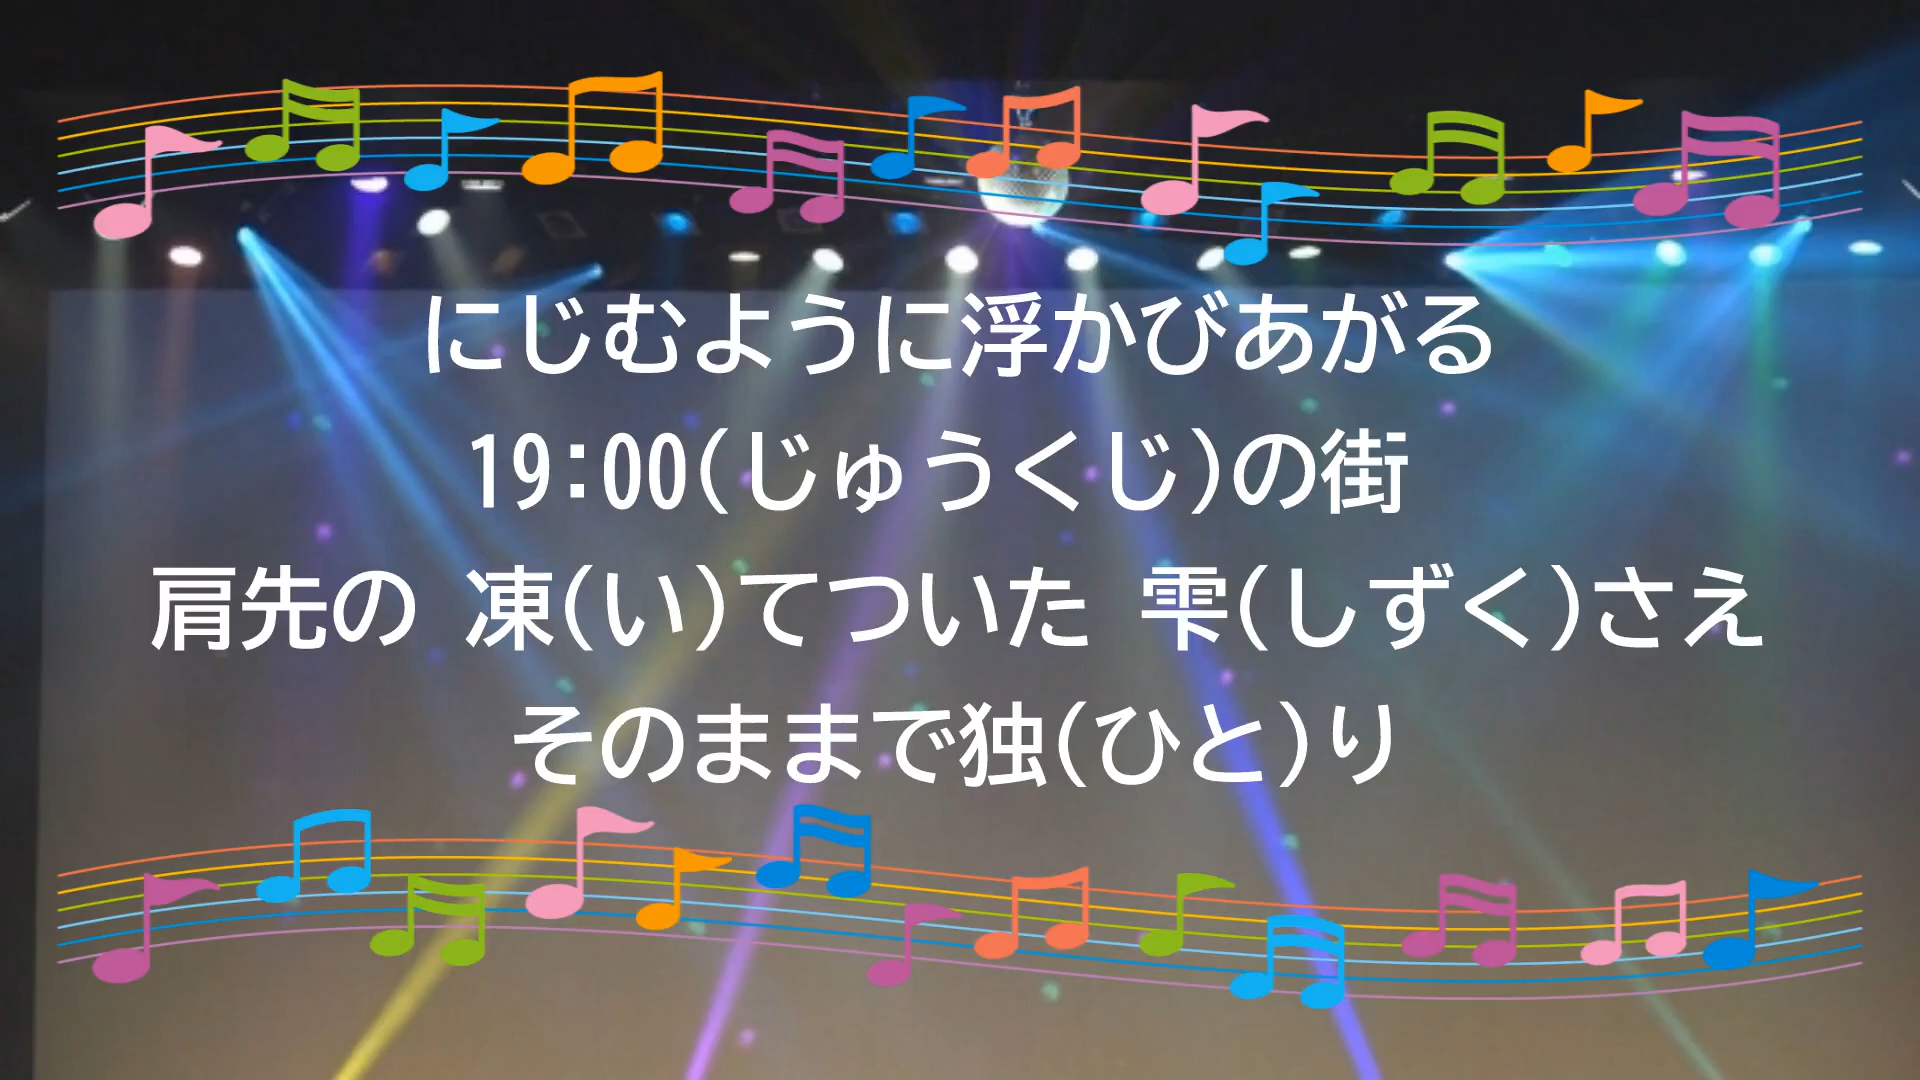 にじむように浮かびあがる
19:00(じゅうくじ)の街
肩先の 凍(い)てついた 雫(しずく)さえ
そのままで独(ひと)り